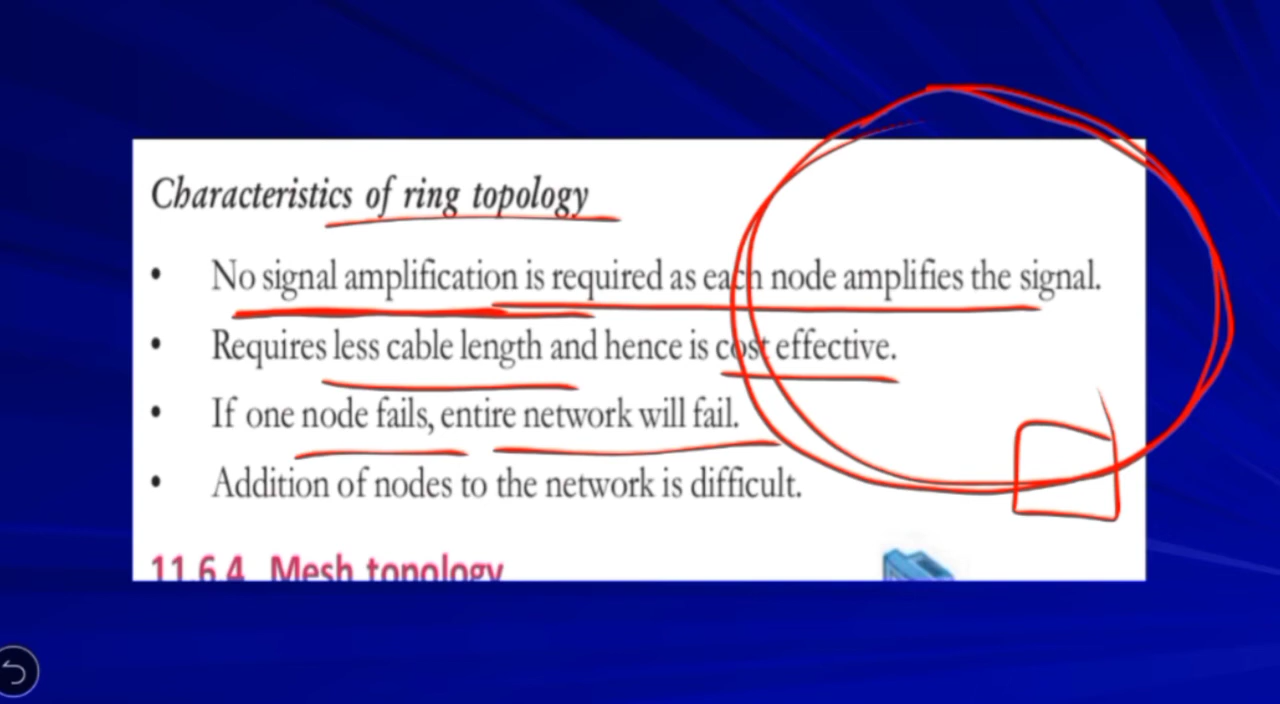 Characteristics of ring topology
• No signal amplification is required as each node amplifies the signal.
• Requires less cable length and hence is cost effective.
• If one node fails, entire network will fail.
• Addition of nodes to the network is difficult.
11.6.4 Mesh topology